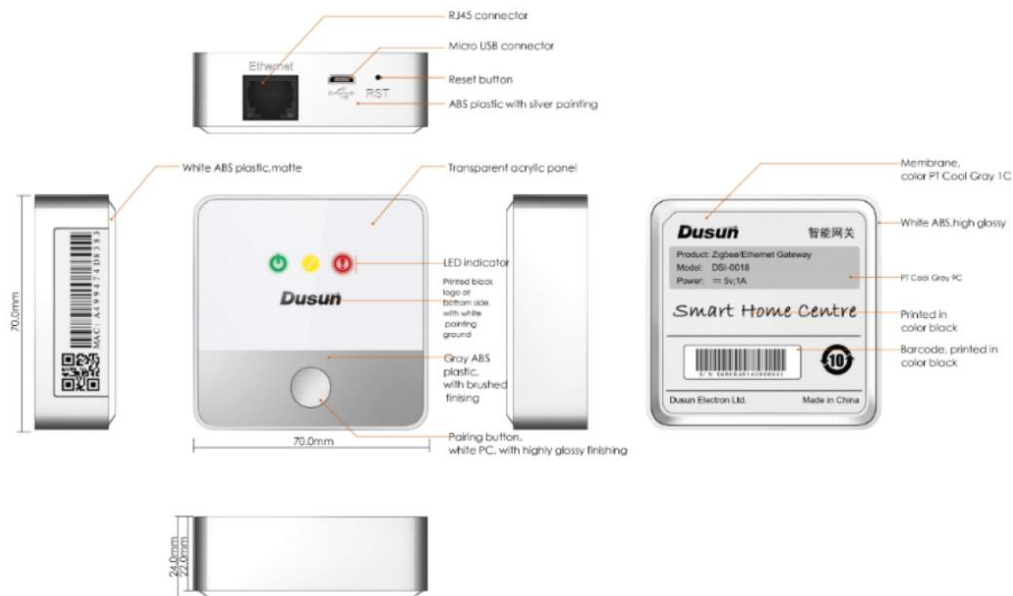 RJ45 connector
Micro USB connector
Ethernet
Reset button
RST
ABS plastic with silver painting
White ABS plastic,matte
Transparent acrylic panel
Membrane,
color PT Cool Gray 1C
White ABS,high glossy
MAC: A499474D8383
70.0mm
LED indicator
Printed black
logo at
bottom side,
with white
painting
ground
Dusun
Gray ABS
plastic,
with brushed
finising
Pairing button,
white PC, with highly glossy finishing
70.0mm
Dusun
智能网关
Product: Zigbee/Ethernet Gateway
Model: DSI-0018
Power: ⎓ 5v;1A
PT Cool Gray 9C
Smart Home Centre
Printed in
color black
Barcode, printed in
color black
S/N
10
Dusun Electron Ltd.
Made in China
24.0mm
22.0mm